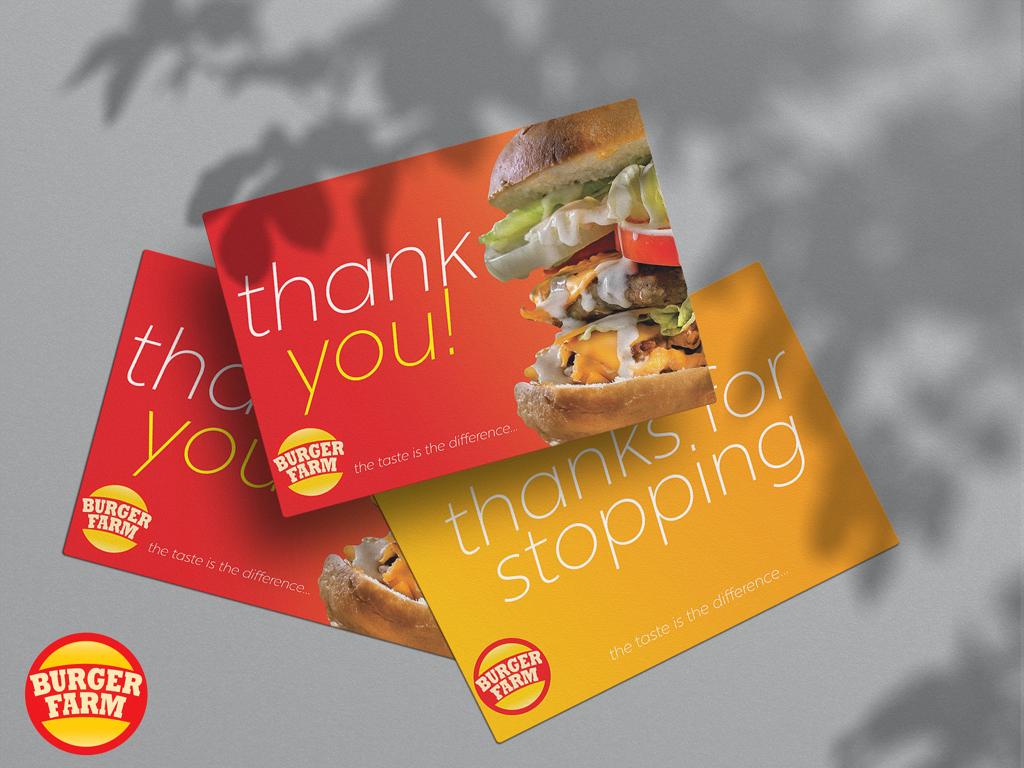 thank
you!
BURGER
FARM
the taste is the difference...
you
BURGER
FARM
the taste is the difference...
thanks for
stopping
the taste is the difference...
BURGER
FARM
BURGER
FARM